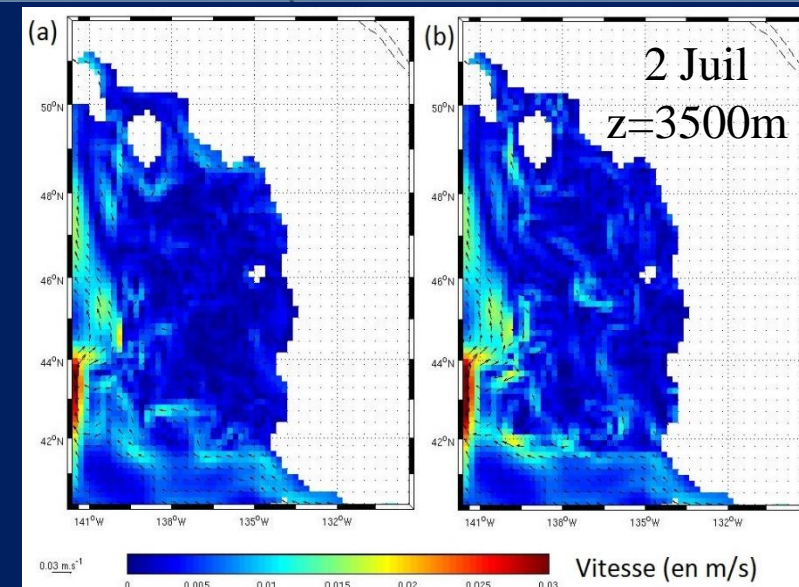 (a)
(b)
2 Juil
z=3500m
50°N
48°N
46°N
44°N
42°N
141°W
138°W
135°W
132°W
50°N
48°N
46°N
44°N
42°N
141°W
138°W
135°W
132°W
0.03 m.s⁻¹
0
0.005
0.01
0.015
0.02
0.025
0.03
Vitesse (en m/s)